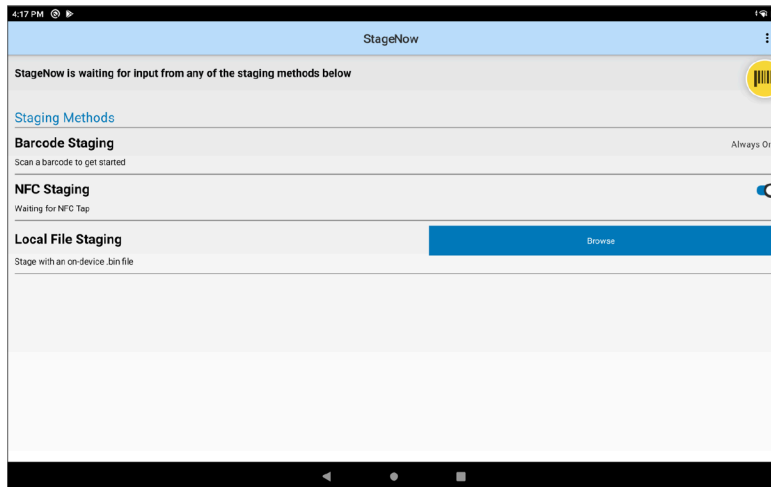 4:17 PM
StageNow
StageNow is waiting for input from any of the staging methods below
Staging Methods
Barcode Staging
Always On
Scan a barcode to get started
NFC Staging
Waiting for NFC Tap
Local File Staging
Browse
Stage with an on-device .bin file